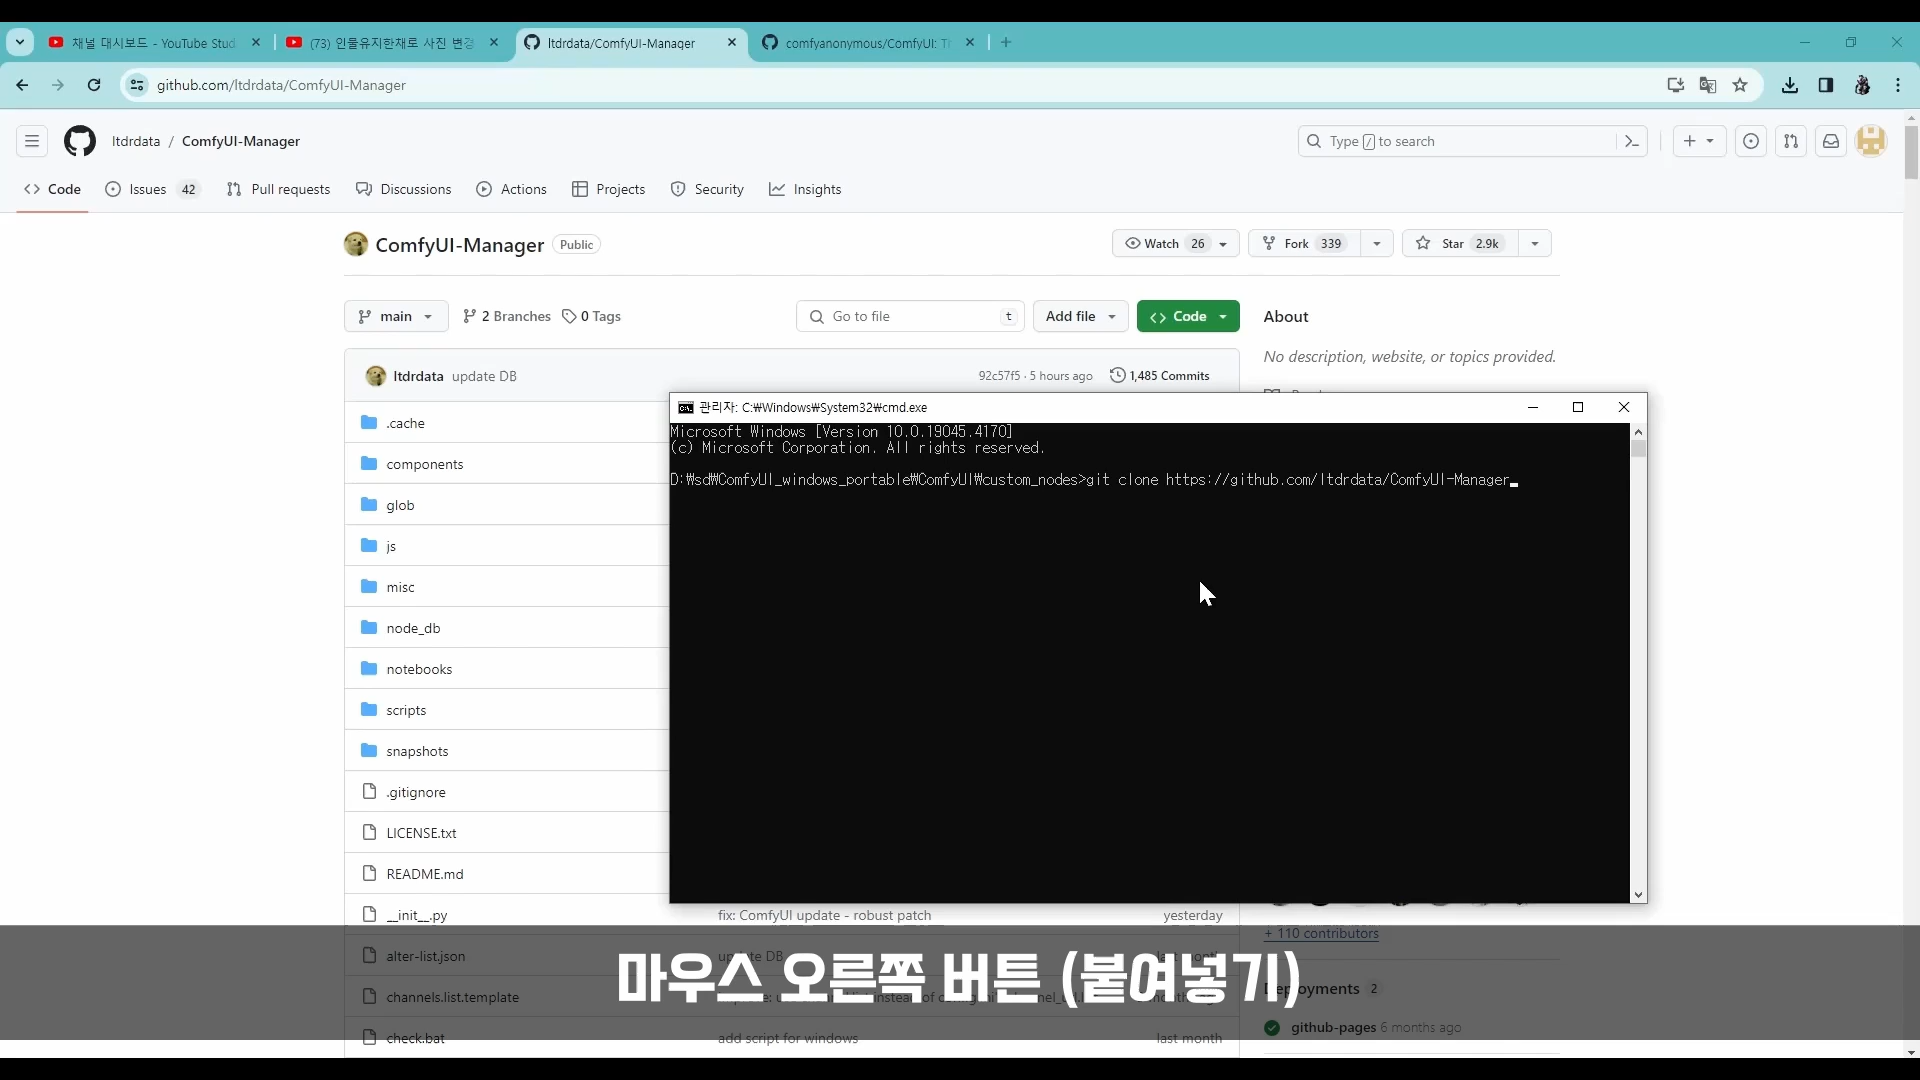 채널 대시보드 - YouTube Stud
(73) 인물유지한채로 사진 변경
ltdrdata/ComfyUI-Manager
comfyanonymous/ComfyUI: Th
github.com/ltdrdata/ComfyUI-Manager
ltdrdata / ComfyUI-Manager
Type / to search
Code
Issues 42
Pull requests
Discussions
Actions
Projects
Security
Insights
ComfyUI-Manager Public
Watch 26
Fork 339
Star 2.9k
main
2 Branches
0 Tags
Go to file t
Add file
Code
About
No description, website, or topics provided.
ltdrdata update DB
92c57f5 · 5 hours ago
1,485 Commits
.cache
components
glob
js
misc
node_db
notebooks
scripts
snapshots
.gitignore
LICENSE.txt
README.md
__init__.py fix: ComfyUI update - robust patch yesterday
alter-list.json
channels.list.template
check.bat add script for windows last month
관리자: C:₩Windows₩System32₩cmd.exe
Microsoft Windows [Version 10.0.19045.4170]
(c) Microsoft Corporation. All rights reserved.
D:₩sd₩ComfyUI_windows_portable₩ComfyUI₩custom_nodes>git clone https://github.com/ltdrdata/ComfyUI-Manager
+ 110 contributors
Deployments 2
github-pages 6 months ago
마우스 오른쪽 버튼 (붙여넣기)